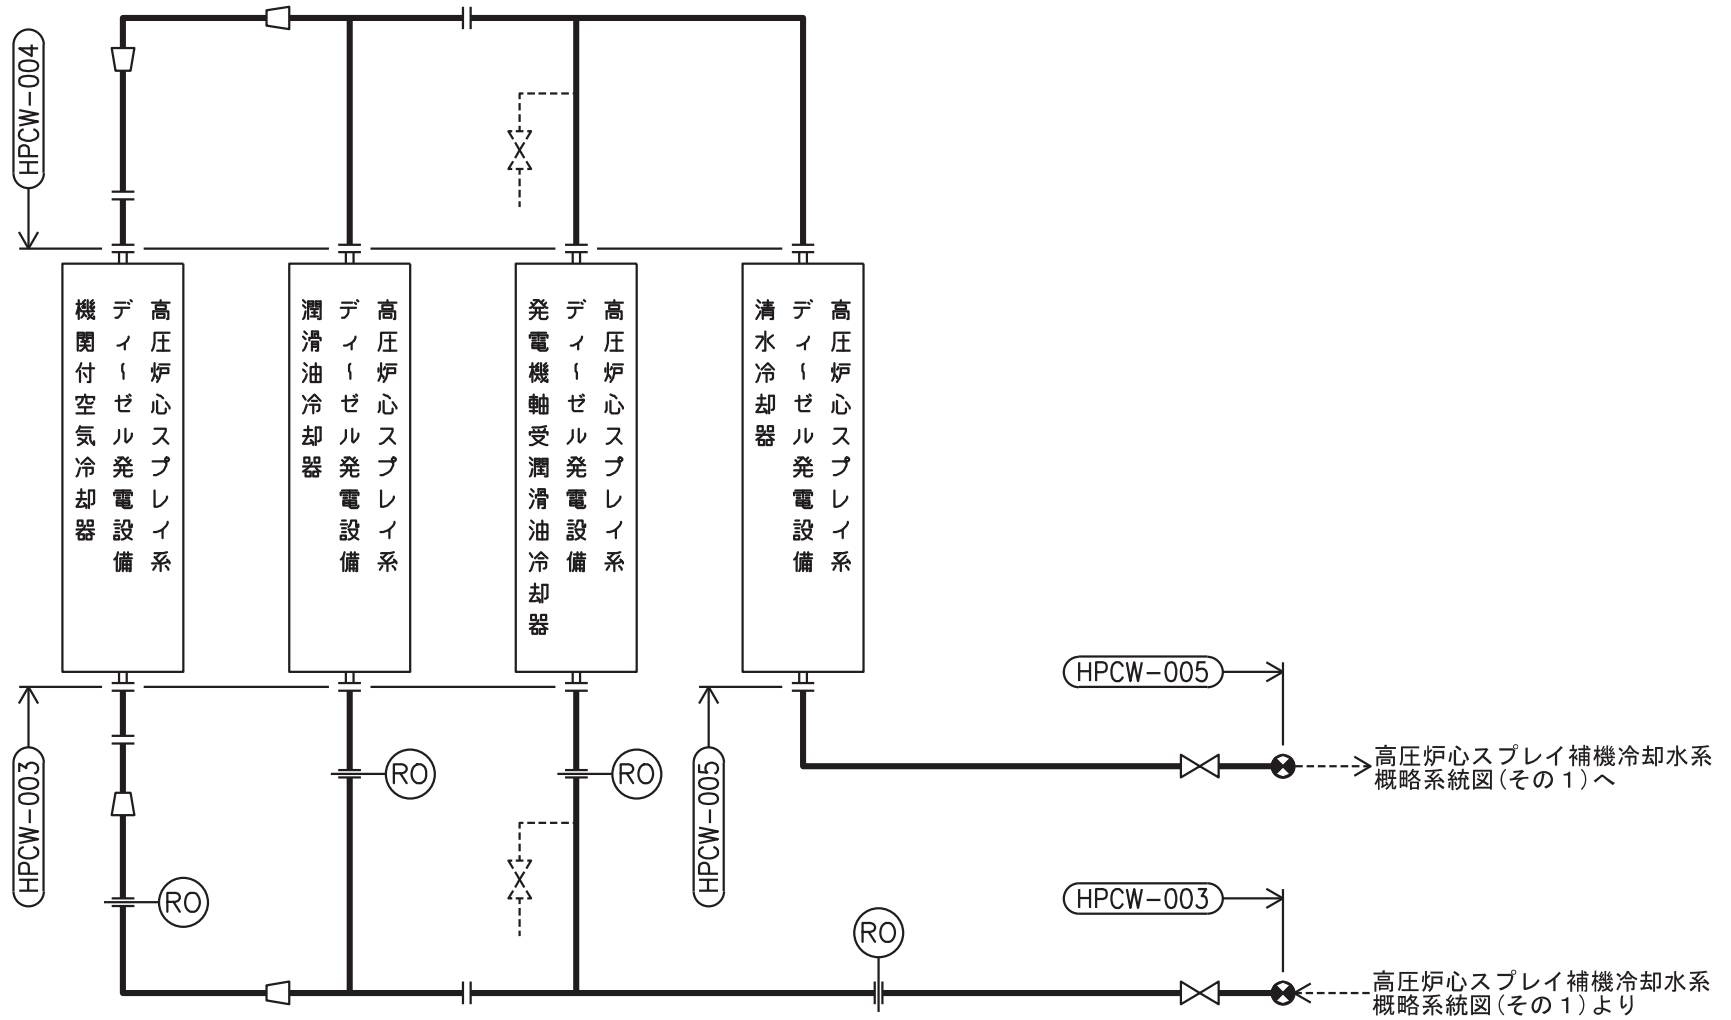 HPCW-004
高圧炉心スプレイ系
ディーゼル発電設備
機関付空気冷却器
高圧炉心スプレイ系
ディーゼル発電設備
潤滑油冷却器
高圧炉心スプレイ系
ディーゼル発電設備
発電機軸受潤滑油冷却器
高圧炉心スプレイ系
ディーゼル発電設備
清水冷却器
HPCW-003
RO
RO
RO
HPCW-005
HPCW-005
高圧炉心スプレイ補機冷却水系
概略系統図(その1)へ
RO
HPCW-003
高圧炉心スプレイ補機冷却水系
概略系統図(その1)より